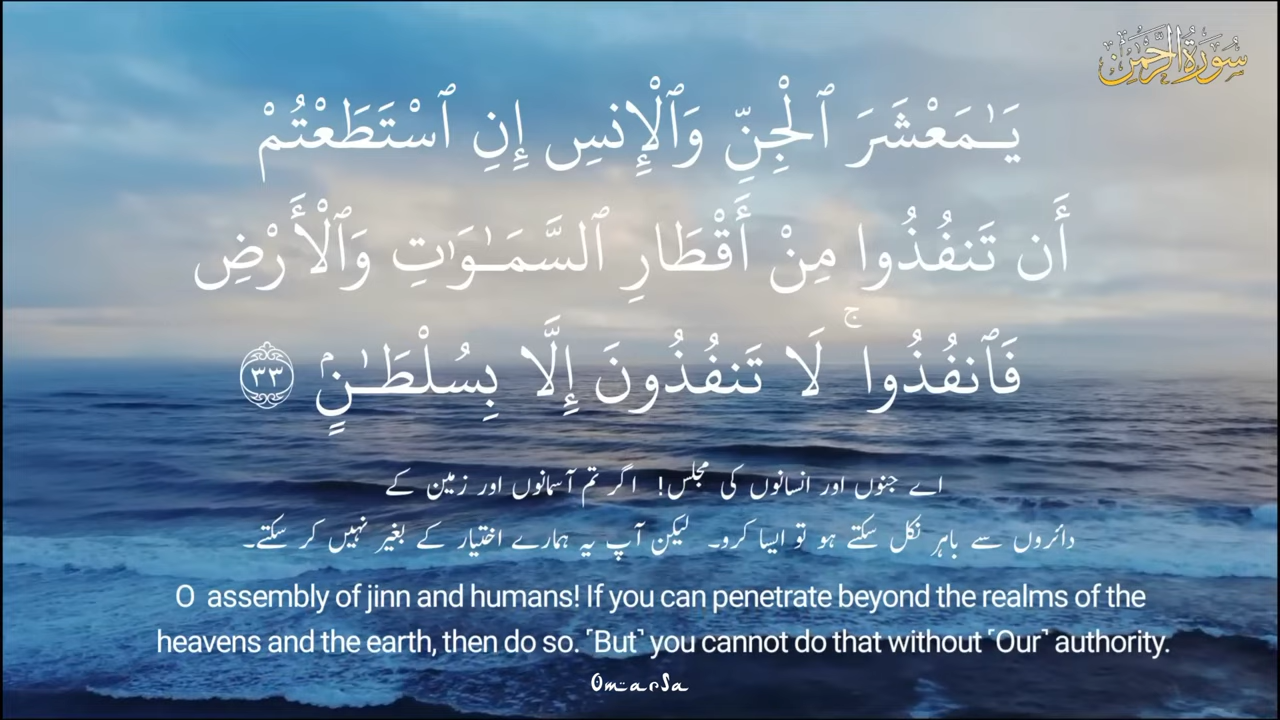 سُورَةُ الرَّحْمٰن
يَـٰمَعْشَرَ ٱلْجِنِّ وَٱلْإِنسِ إِنِ ٱسْتَطَعْتُمْ
أَن تَنفُذُوا مِنْ أَقْطَارِ ٱلسَّمَـٰوَٰتِ وَٱلْأَرْضِ
فَٱنفُذُوا ۚ لَا تَنفُذُونَ إِلَّا بِسُلْطَـٰنٍۢ ٣٣
اے جنوں اور انسانوں کی مجلس! اگر تم آسمانوں اور زمین کے
دائروں سے باہر نکل سکتے ہو تو ایسا کرو۔ لیکن آپ یہ ہمارے اختیار کے بغیر نہیں کر سکتے۔
O assembly of jinn and humans! If you can penetrate beyond the realms of the
heavens and the earth, then do so. ˹But˺ you cannot do that without ˹Our˺ authority.
OmarSa